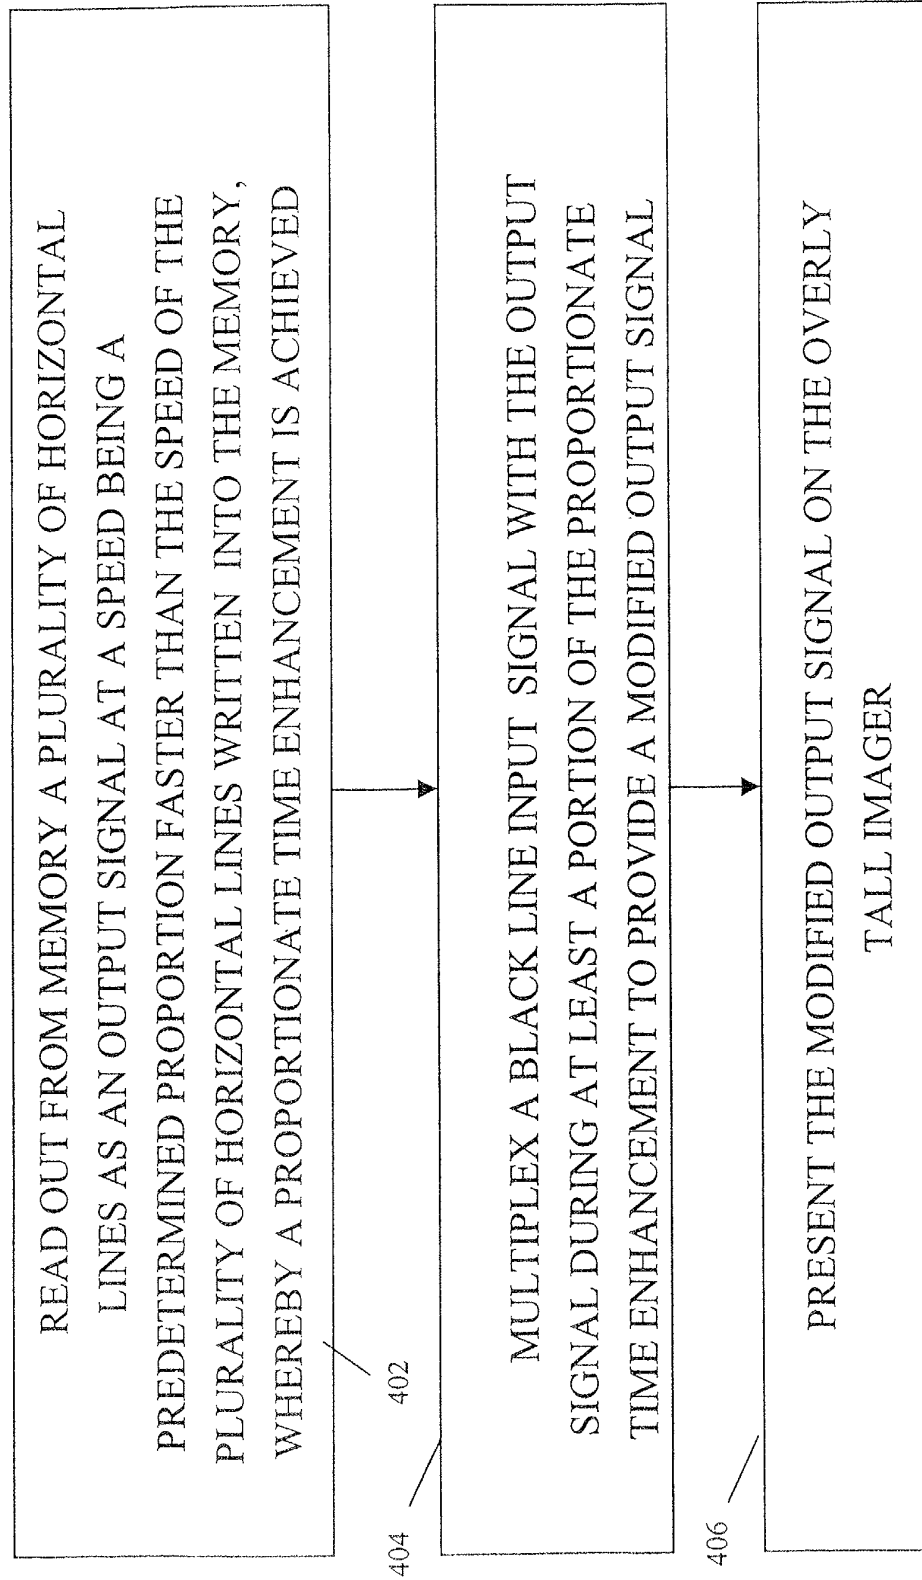 READ OUT FROM MEMORY A PLURALITY OF HORIZONTAL
LINES AS AN OUTPUT SIGNAL AT A SPEED BEING A
PREDETERMINED PROPORTION FASTER THAN THE SPEED OF THE
PLURALITY OF HORIZONTAL LINES WRITTEN INTO THE MEMORY,
WHEREBY A PROPORTIONATE TIME ENHANCEMENT IS ACHIEVED
402
404
MULTIPLEX A BLACK LINE INPUT SIGNAL WITH THE OUTPUT
SIGNAL DURING AT LEAST A PORTION OF THE PROPORTIONATE
TIME ENHANCEMENT TO PROVIDE A MODIFIED OUTPUT SIGNAL
406
PRESENT THE MODIFIED OUTPUT SIGNAL ON THE OVERLY
TALL IMAGER